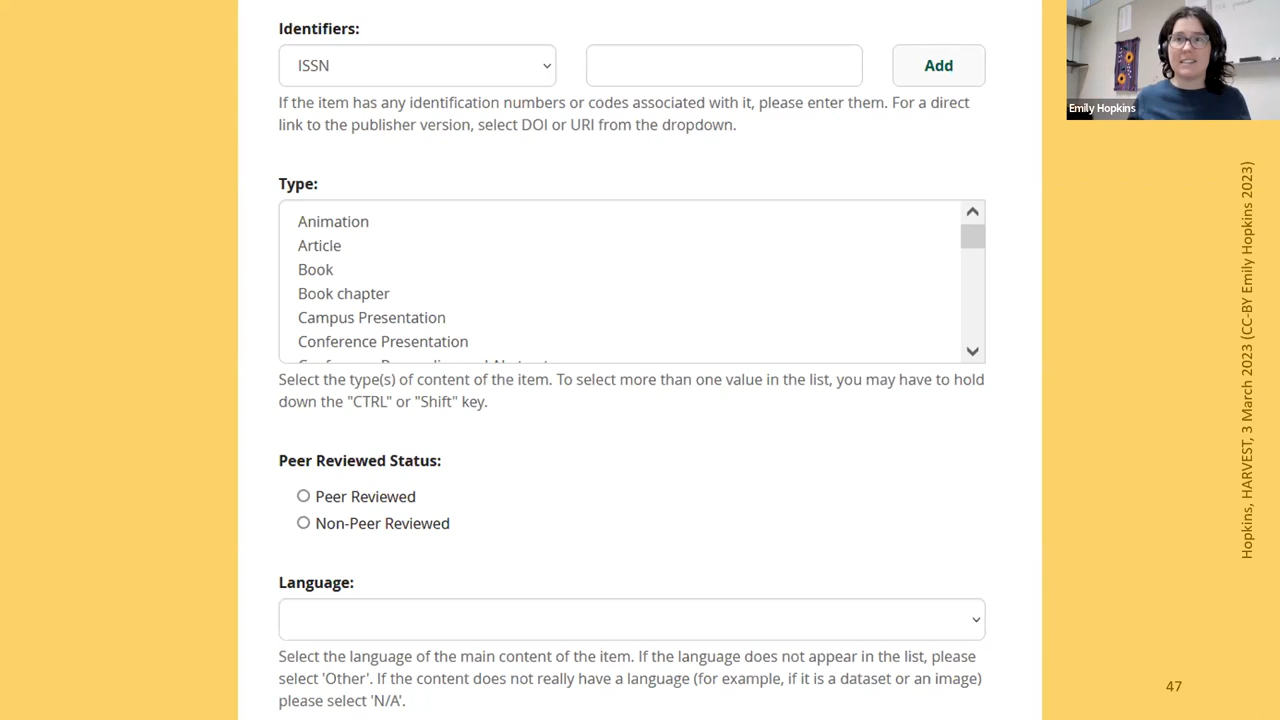 Identifiers:
ISSN
Add
If the item has any identification numbers or codes associated with it, please enter them. For a direct
link to the publisher version, select DOI or URI from the dropdown.
Type:
Animation
Article
Book
Book chapter
Campus Presentation
Conference Presentation
Select the type(s) of content of the item. To select more than one value in the list, you may have to hold
down the "CTRL" or "Shift" key.
Peer Reviewed Status:
Peer Reviewed
Non-Peer Reviewed
Language:
Select the language of the main content of the item. If the language does not appear in the list, please
select 'Other'. If the content does not really have a language (for example, if it is a dataset or an image)
please select 'N/A'.
Emily Hopkins
Hopkins, HARVEST, 3 March 2023 (CC-BY Emily Hopkins 2023)
47